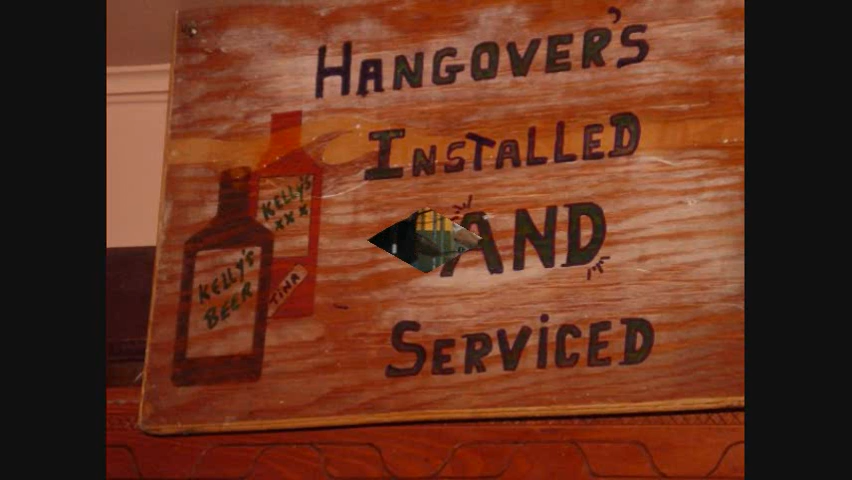 HANGOVER'S
INSTALLED
AND
SERVICED
KELLY'S
XXX
TINA
KELLY'S
BEER